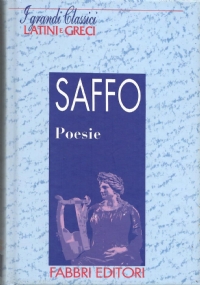 I grandi Classici
LATINI E GRECI
SAFFO
Poesie
FABBRI EDITORI